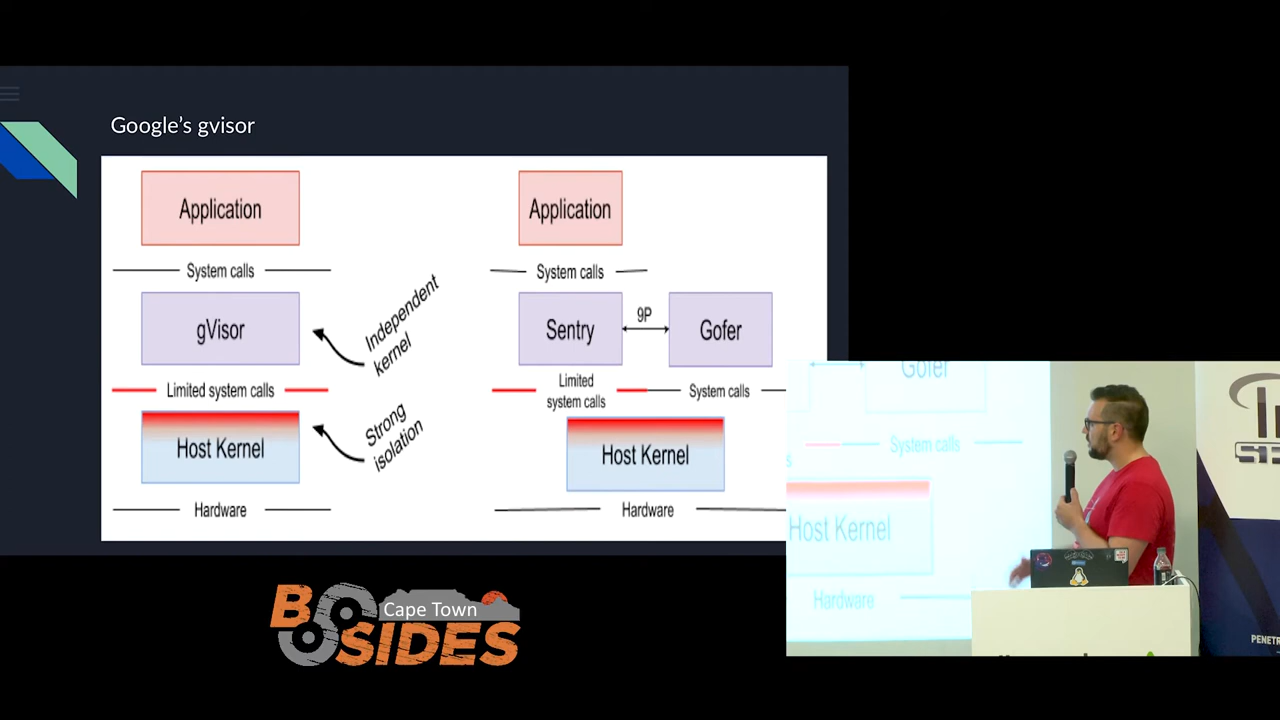 Google's gvisor
Application
System calls
gVisor
Limited system calls
Host Kernel
Hardware
Independent
kernel
Strong
isolation
Application
System calls
Sentry
9P
Gofer
Limited
system calls
System calls
Host Kernel
Hardware
Gofer
System calls
Host Kernel
Hardware
PENETR
B
SIDES
Cape Town